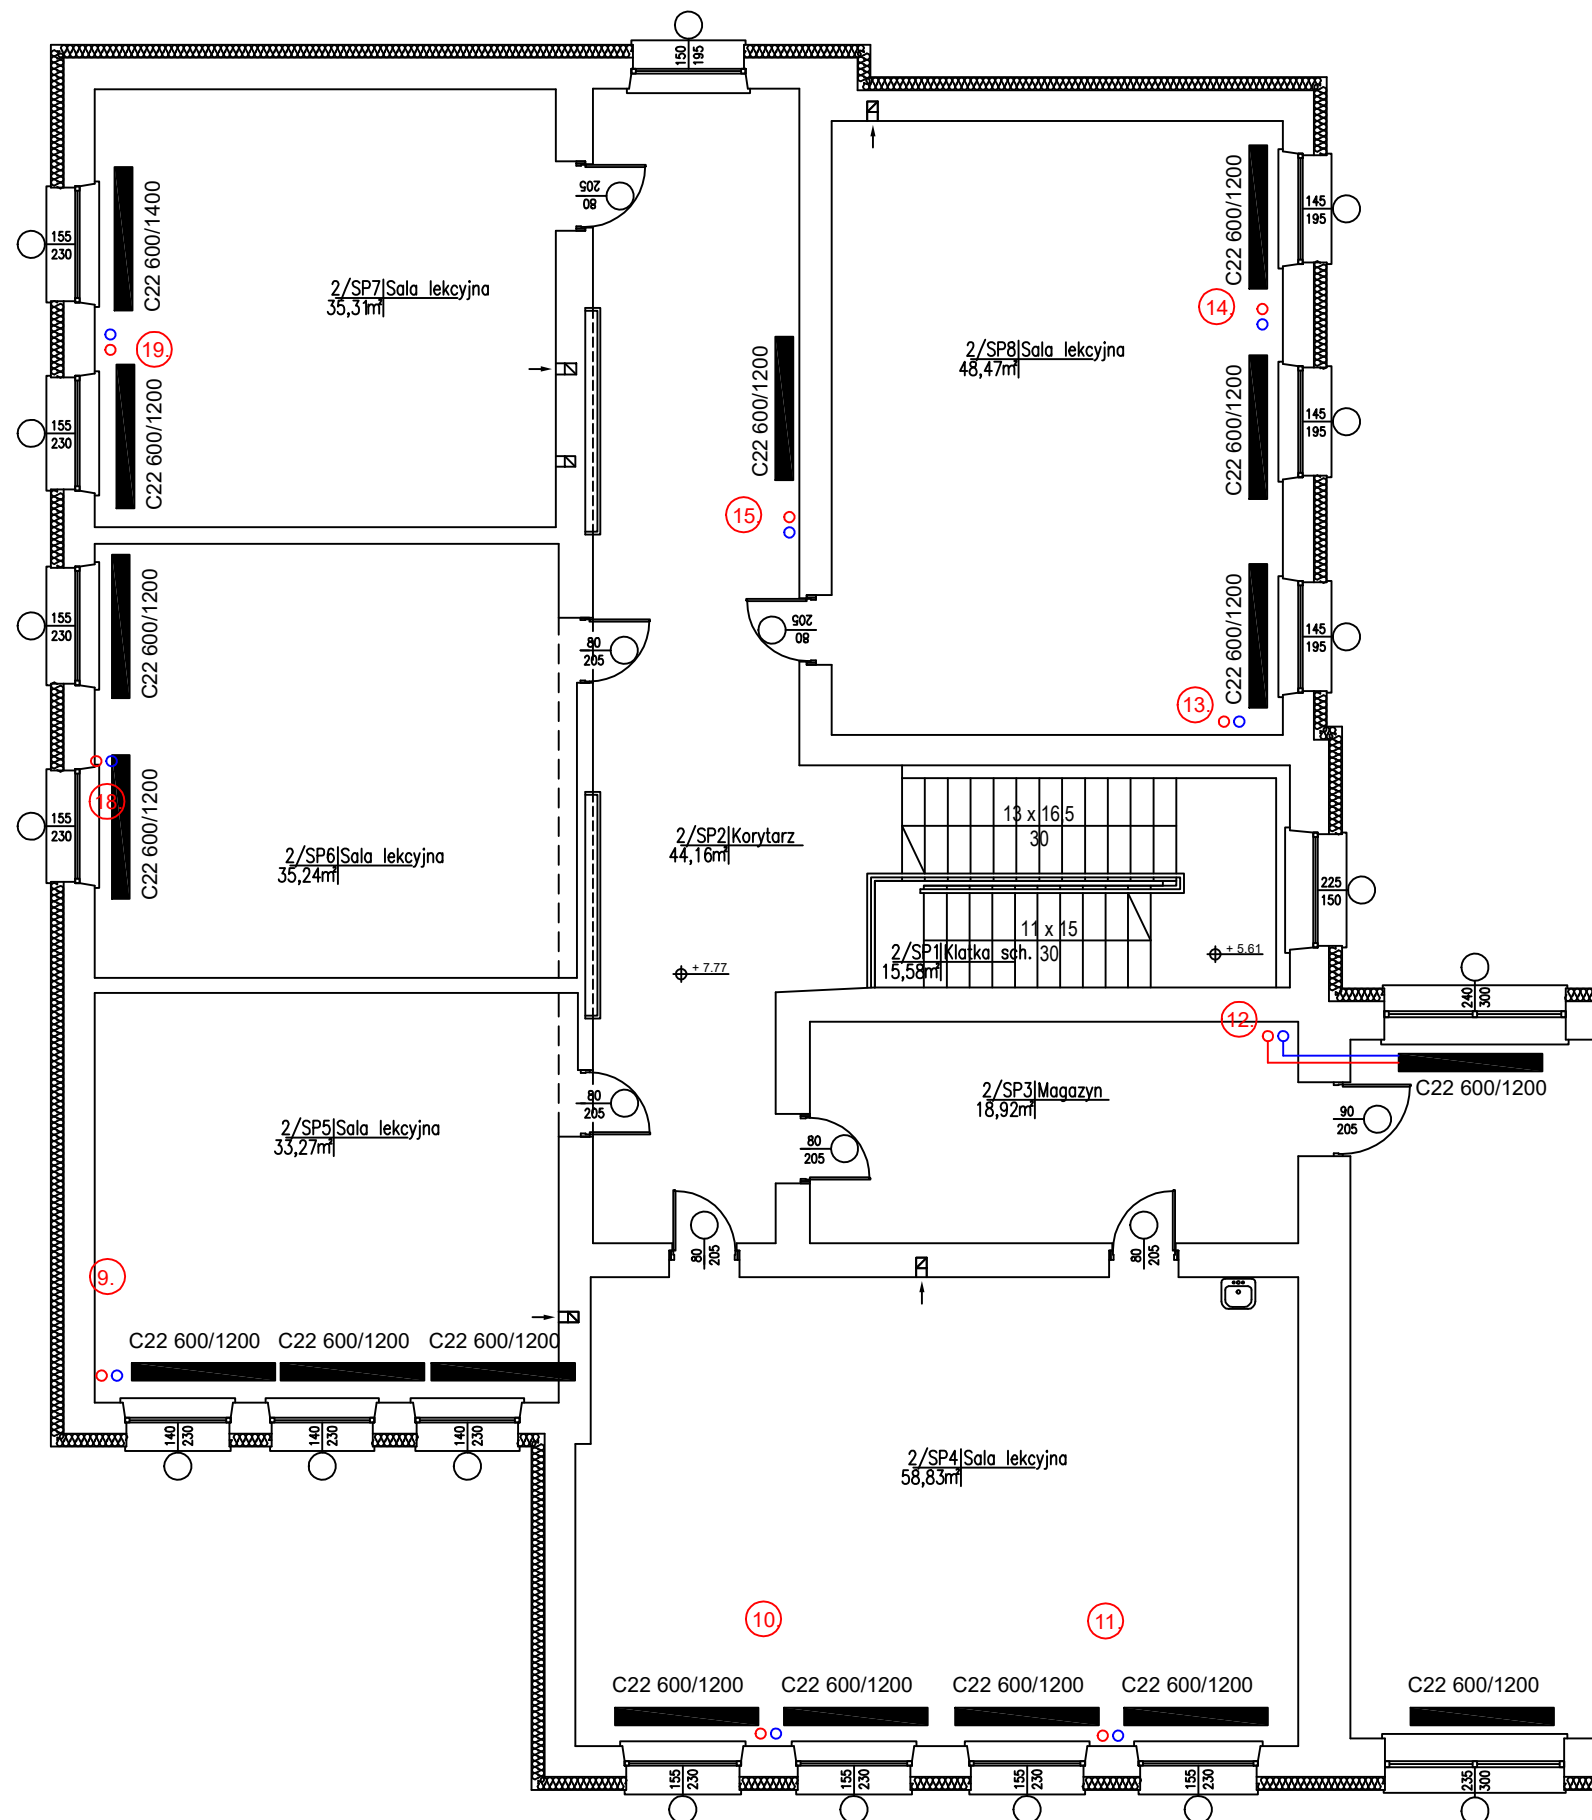 150
195
205
80
C22 600/1400
155
230
2/SP7 Sala lekcyjna
35,31m²
19.
C22 600/1200
155
230
C22 600/1200
15.
C22 600/1200
145
195
14.
2/SP8 Sala lekcyjna
48,47m²
C22 600/1200
145
195
C22 600/1200
145
195
13.
205
80
C22 600/1200
155
230
80
205
C22 600/1200
155
230
18.
2/SP6 Sala lekcyjna
35,24m²
2/SP2 Korytarz
44,16m²
13 x 16,5
30
11 x 15
30
2/SP1 Klatka sch.
15,58m²
+ 5.61
+ 7.77
225
150
240
300
12.
C22 600/1200
2/SP3 Magazyn
18,92m²
90
205
80
205
2/SP5 Sala lekcyjna
33,27m²
80
205
80
205
80
205
9.
C22 600/1200
C22 600/1200
C22 600/1200
140
230
140
230
140
230
2/SP4 Sala lekcyjna
58,83m²
10.
11.
C22 600/1200
C22 600/1200
C22 600/1200
C22 600/1200
C22 600/1200
155
230
155
230
155
230
155
230
235
300